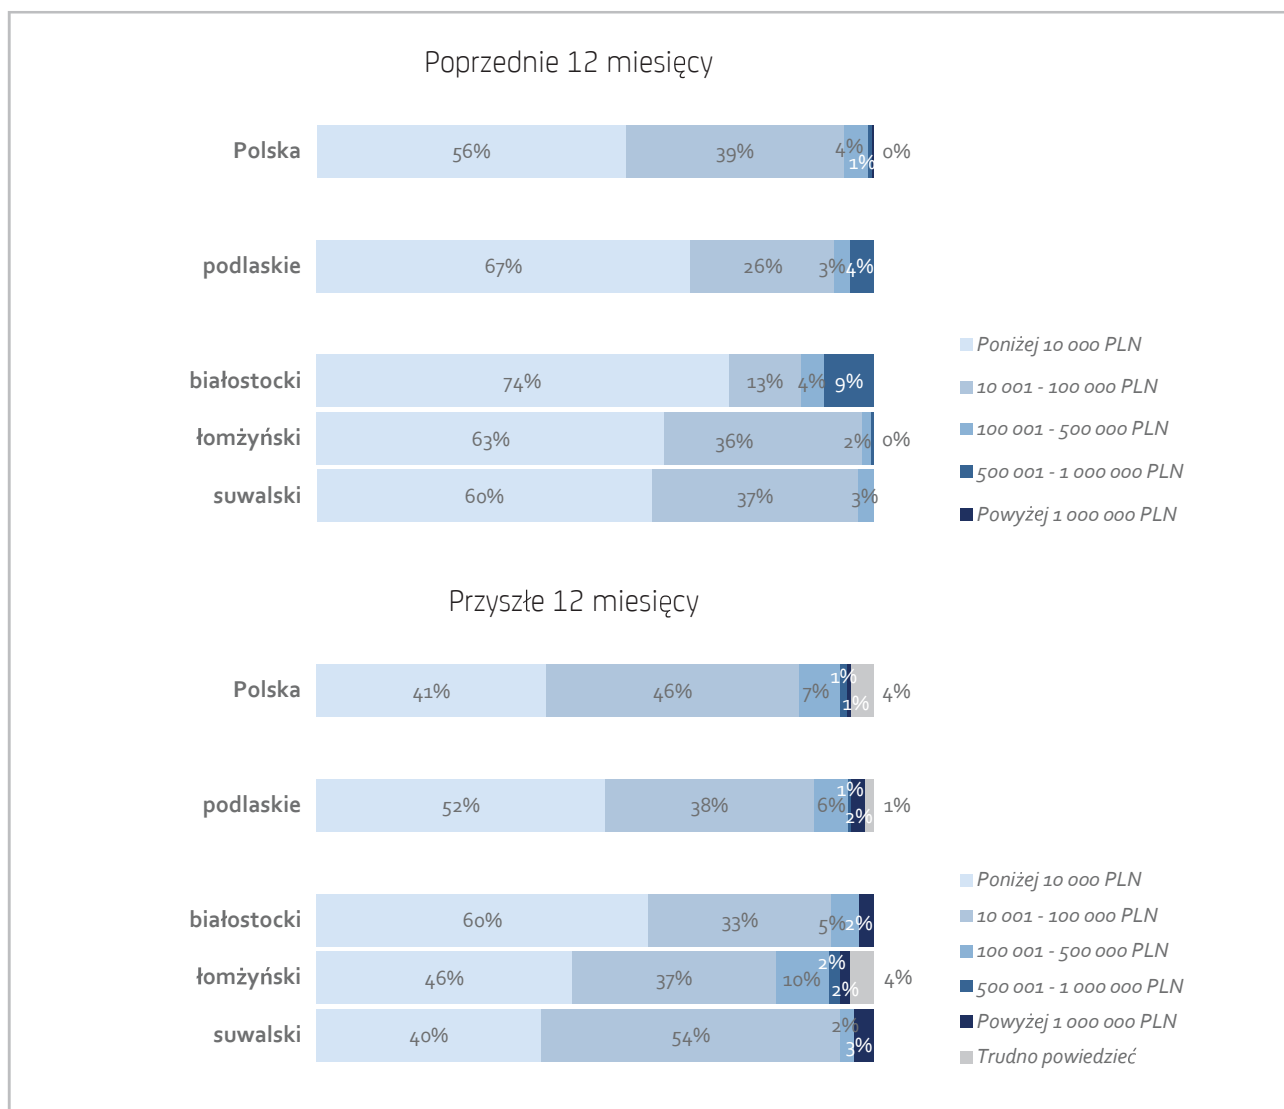 Poprzednie 12 miesięcy
Polska 56% 39% 4% 1% 0%
podlaskie 67% 26% 3% 4%
białostocki 74% 13% 4% 9%
łomżyński 63% 36% 2% 0%
suwalski 60% 37% 3%
Poniżej 10 000 PLN
10 001 - 100 000 PLN
100 001 - 500 000 PLN
500 001 - 1 000 000 PLN
Powyżej 1 000 000 PLN
Przyszłe 12 miesięcy
Polska 41% 46% 7% 1% 1% 4%
podlaskie 52% 38% 6% 1% 2% 1%
białostocki 60% 33% 5% 2%
łomżyński 46% 37% 10% 2% 2% 4%
suwalski 40% 54% 2% 3%
Poniżej 10 000 PLN
10 001 - 100 000 PLN
100 001 - 500 000 PLN
500 001 - 1 000 000 PLN
Powyżej 1 000 000 PLN
Trudno powiedzieć